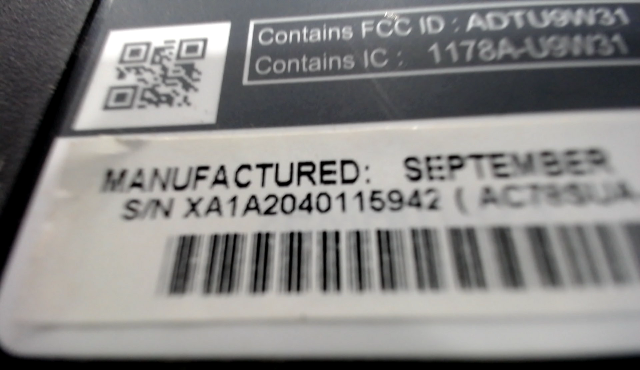 Contains FCC ID : ADTU9W31
Contains IC : 1178A-U9W31
MANUFACTURED: SEPTEMBER
S/N XA1A2040115942 (